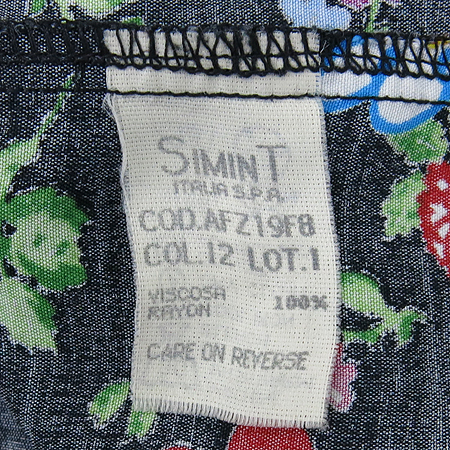 SIMINT
ITALIA S.P.A.
COD.AFZ19F8
COL.12 LOT.1
VISCOSA 100%
RAYON
CARE ON REVERSE